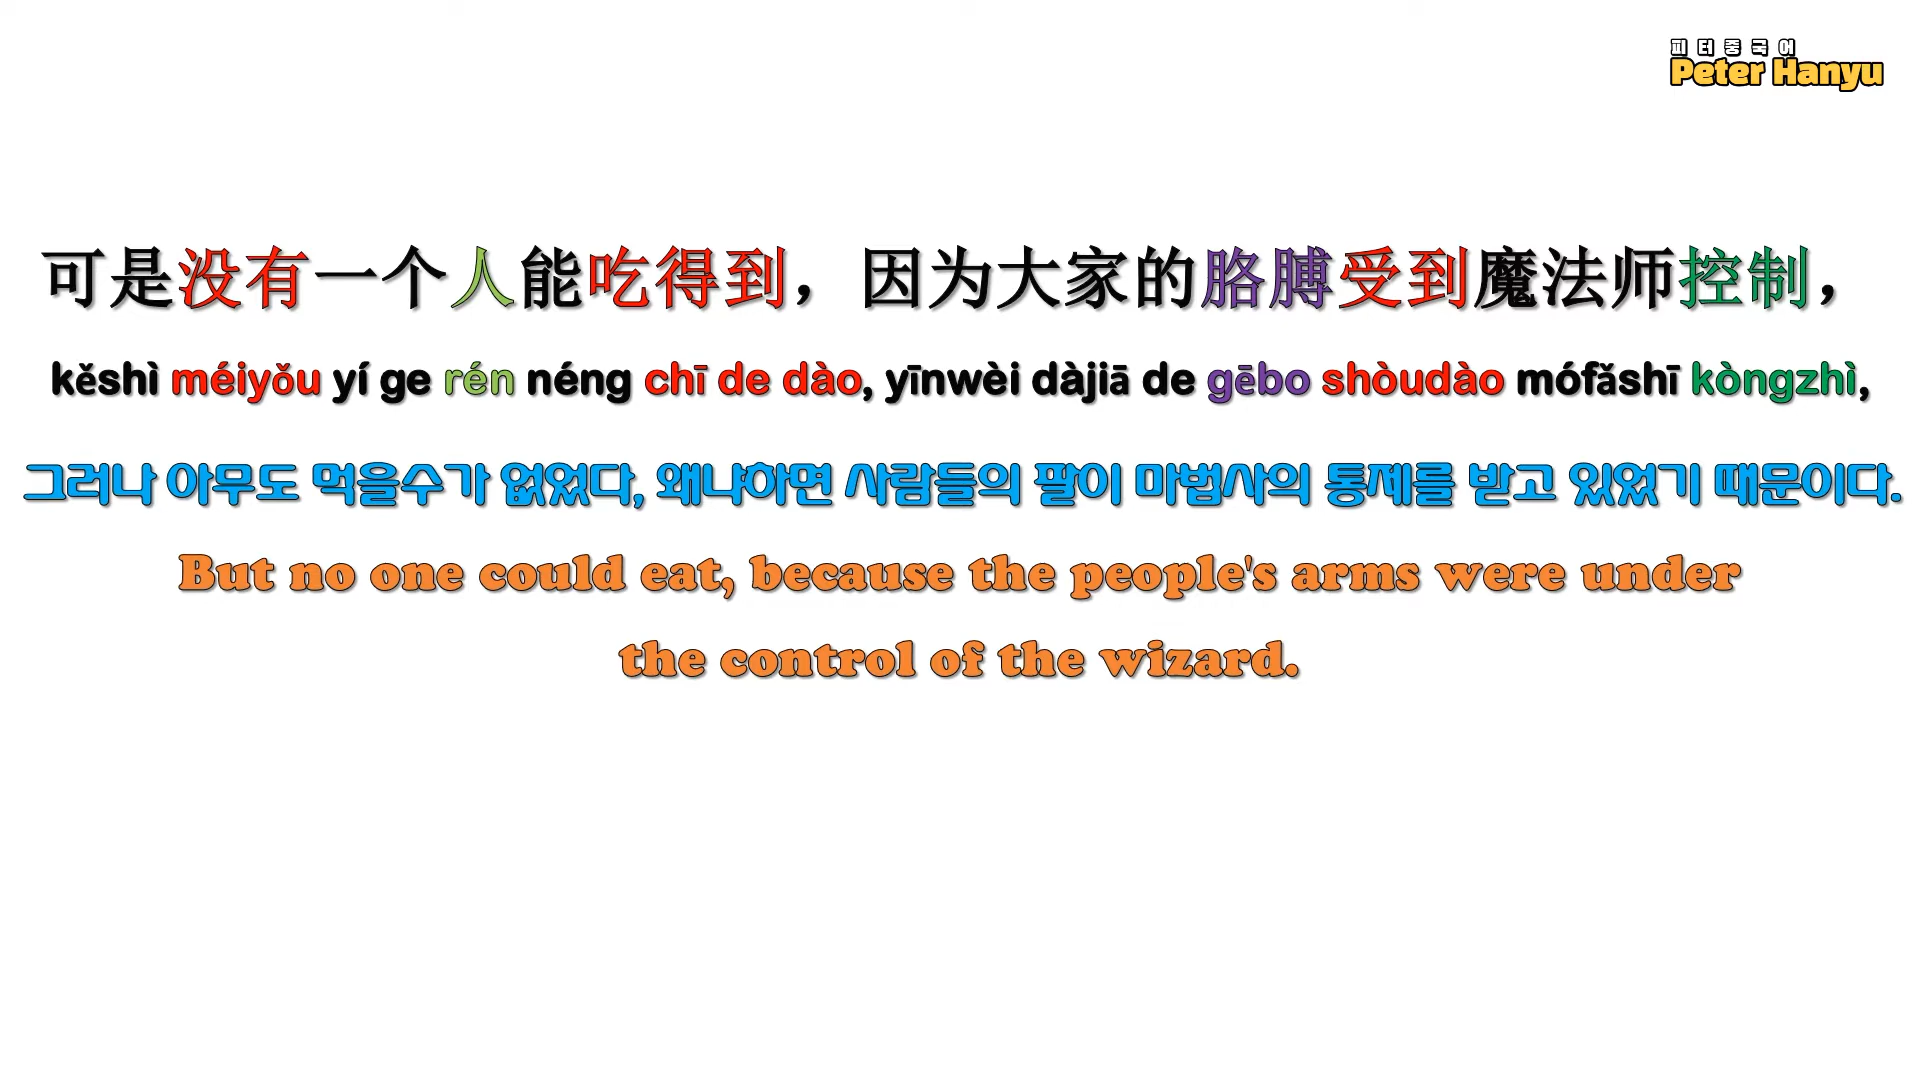 피터중국어
Peter Hanyu
可是没有一个人能吃得到，因为大家的胳膊受到魔法师控制，
kěshì méiyǒu yí ge rén néng chī de dào, yīnwèi dàjiā de gēbo shòudào mófǎshī kòngzhì,
그러나 아무도 먹을수가 없었다, 왜냐하면 사람들의 팔이 마법사의 통제를 받고 있었기 때문이다.
But no one could eat, because the people's arms were under
the control of the wizard.